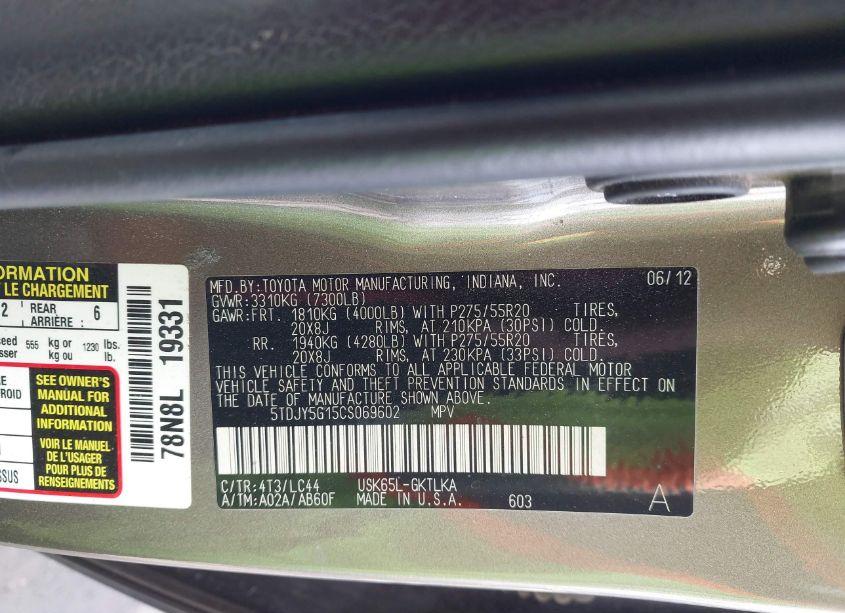 FORMATION
LE CHARGEMENT
2 REAR ARRIÈRE : 6
555 kg or kg ou 1230 lbs. lb.
SEE OWNER'S
MANUAL FOR
ADDITIONAL
INFORMATION
VOIR LE MANUEL
DE L'USAGER
POUR PLUS DE
RENSEIGNEMENTS
78N8L 19331
MFD.BY:TOYOTA MOTOR MANUFACTURING, INDIANA, INC. 06/12
GVWR:3310KG (7300LB)
GAWR:FRT. 1810KG (4000LB) WITH P275/55R20 TIRES,
20X8J RIMS, AT 210KPA (30PSI) COLD.
RR. 1940KG (4280LB) WITH P275/55R20 TIRES,
20X8J RIMS, AT 230KPA (33PSI) COLD.
THIS VEHICLE CONFORMS TO ALL APPLICABLE FEDERAL MOTOR
VEHICLE SAFETY AND THEFT PREVENTION STANDARDS IN EFFECT ON
THE DATE OF MANUFACTURE SHOWN ABOVE.
5TDJY5G15CS069602 MPV
C/TR:4T3/LC44 USK65L-GKTLKA
A/TM:A02A/AB60F MADE IN U.S.A. 603 A